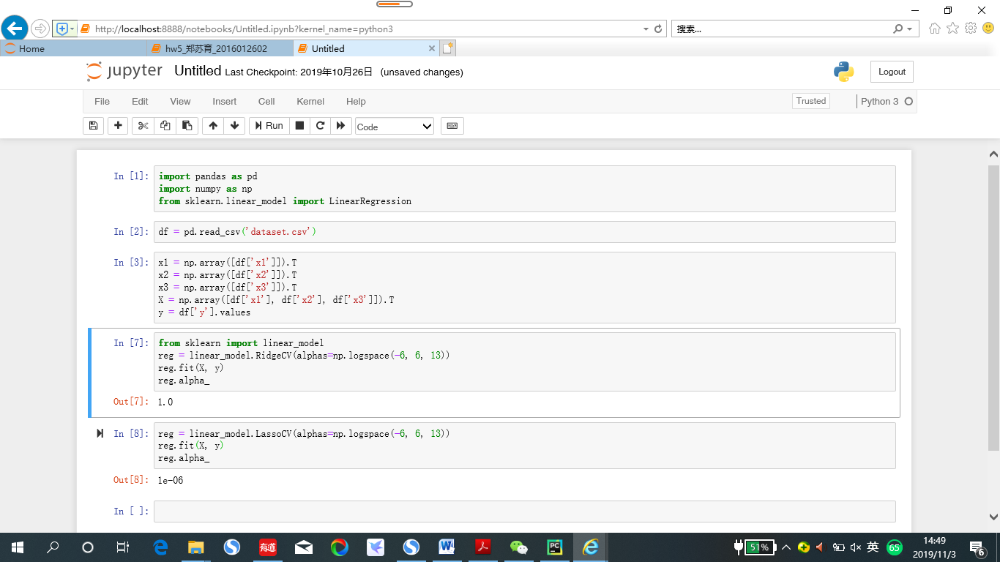 http://localhost:8888/notebooks/Untitled.ipynb?kernel_name=python3
搜索...
Home
hw5_郑苏育_2016012602
Untitled
jupyter Untitled Last Checkpoint: 2019年10月26日 (unsaved changes)
Logout
File Edit View Insert Cell Kernel Help
Trusted
Python 3
Run
Code
In [1]:
import pandas as pd
import numpy as np
from sklearn.linear_model import LinearRegression
In [2]:
df = pd.read_csv('dataset.csv')
In [3]:
x1 = np.array([df['x1']]).T
x2 = np.array([df['x2']]).T
x3 = np.array([df['x3']]).T
X = np.array([df['x1'], df['x2'], df['x3']]).T
y = df['y'].values
In [7]:
from sklearn import linear_model
reg = linear_model.RidgeCV(alphas=np.logspace(-6, 6, 13))
reg.fit(X, y)
reg.alpha_
Out[7]:
1.0
In [8]:
reg = linear_model.LassoCV(alphas=np.logspace(-6, 6, 13))
reg.fit(X, y)
reg.alpha_
Out[8]:
1e-06
In [ ]:
有道
PC
51%
英
65
14:49
2019/11/3
6